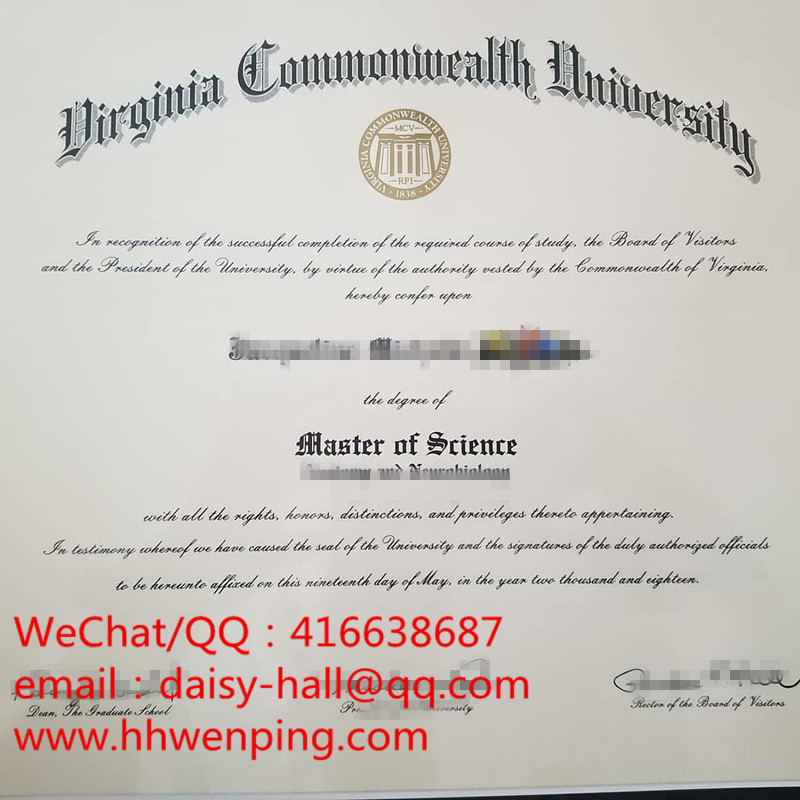 Virginia Commonwealth University
VIRGINIA COMMONWEALTH UNIVERSITY
MCV
RPI
· 1838 ·
In recognition of the successful completion of the required course of study, the Board of Visitors
and the President of the University, by virtue of the authority vested by the Commonwealth of Virginia,
hereby confer upon
the degree of
Master of Science
and Neurobiology
with all the rights, honors, distinctions, and privileges thereto appertaining.
In testimony whereof we have caused the seal of the University and the signatures of the duly authorized officials
to be hereunto affixed on this nineteenth day of May, in the year two thousand and eighteen.
WeChat/QQ：416638687
email : daisy-hall@qq.com
Dean, The Graduate School
Rector of the Board of Visitors
www.hhwenping.com